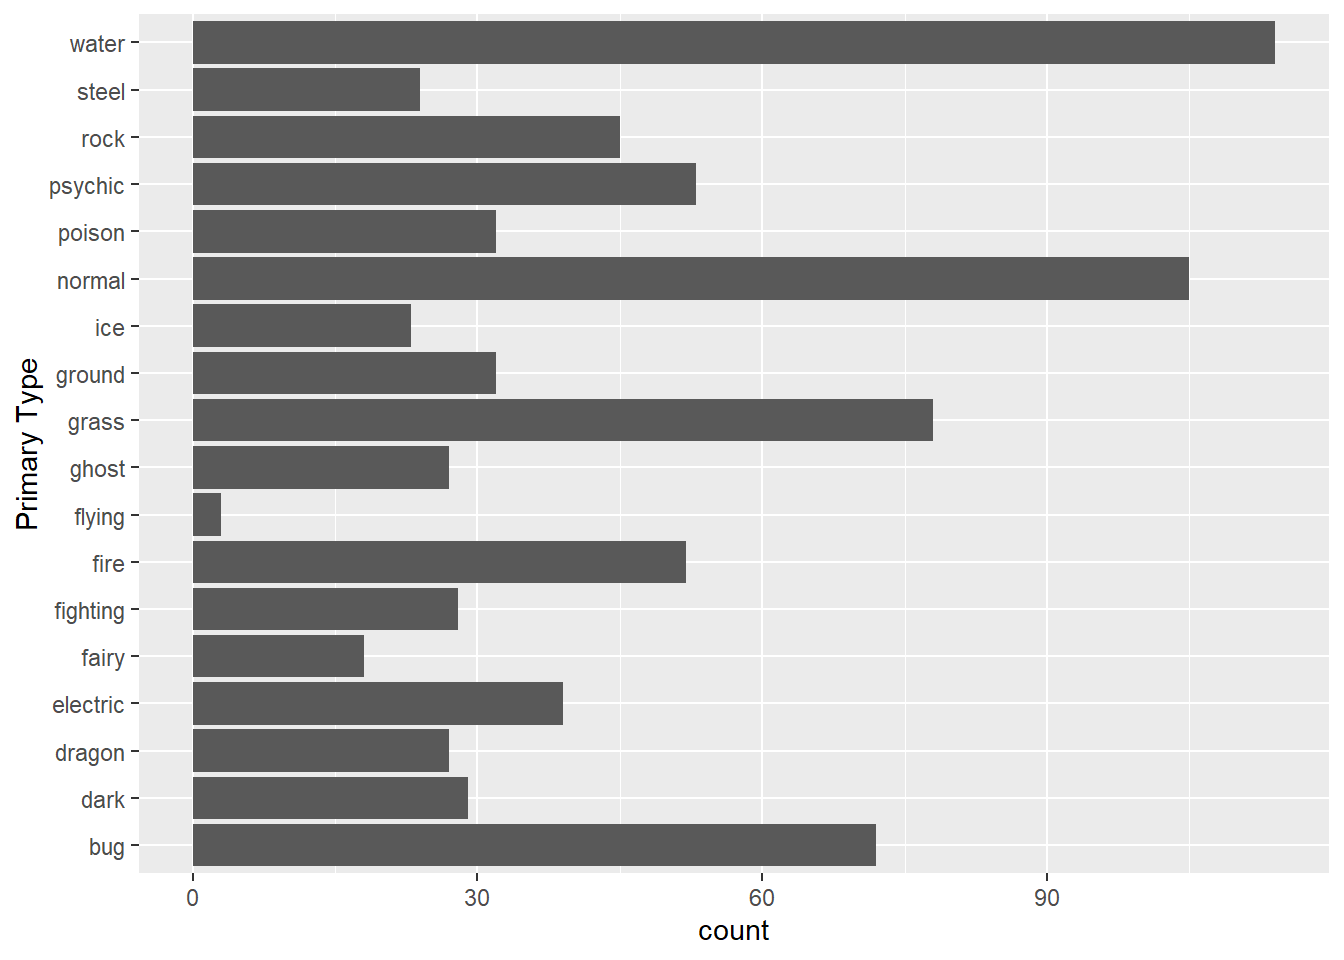 water
steel
rock
psychic
poison
normal
ice
ground
grass
ghost
flying
fire
fighting
fairy
electric
dragon
dark
bug
Primary Type
0 30 60 90
count